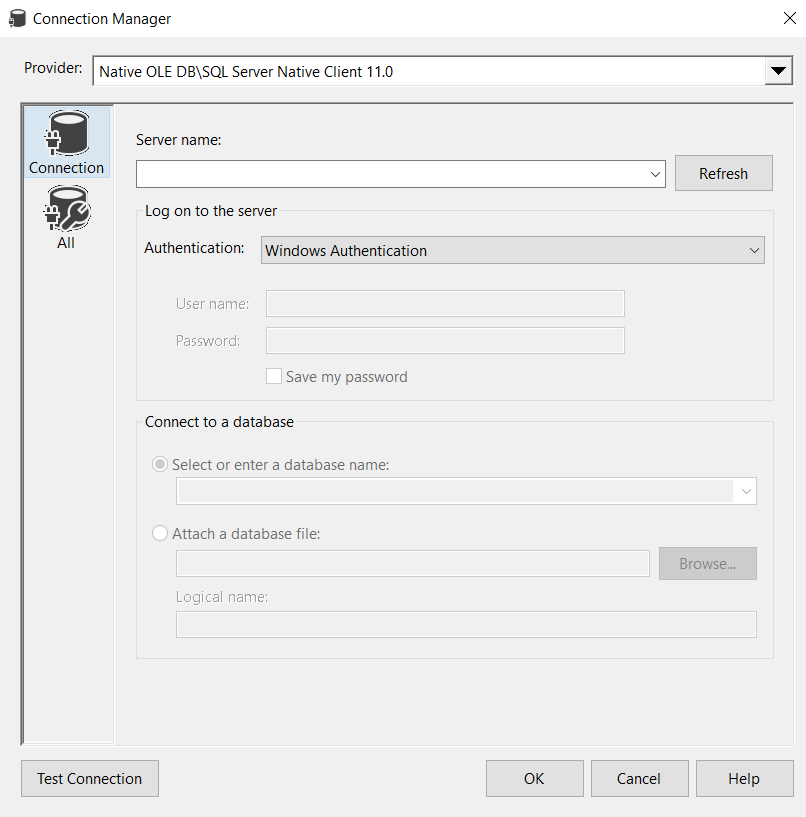 Connection Manager
Provider: Native OLE DB\SQL Server Native Client 11.0
Connection
All
Server name:
Refresh
Log on to the server
Authentication: Windows Authentication
User name:
Password:
Save my password
Connect to a database
Select or enter a database name:
Attach a database file:
Browse...
Logical name:
Test Connection OK Cancel Help